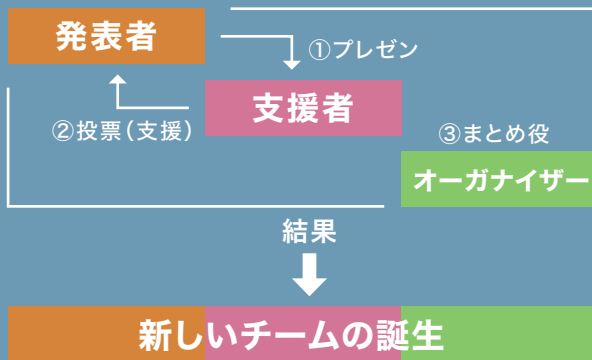 発表者
①プレゼン
支援者
②投票(支援)
③まとめ役
オーガナイザー
結果
新しいチームの誕生